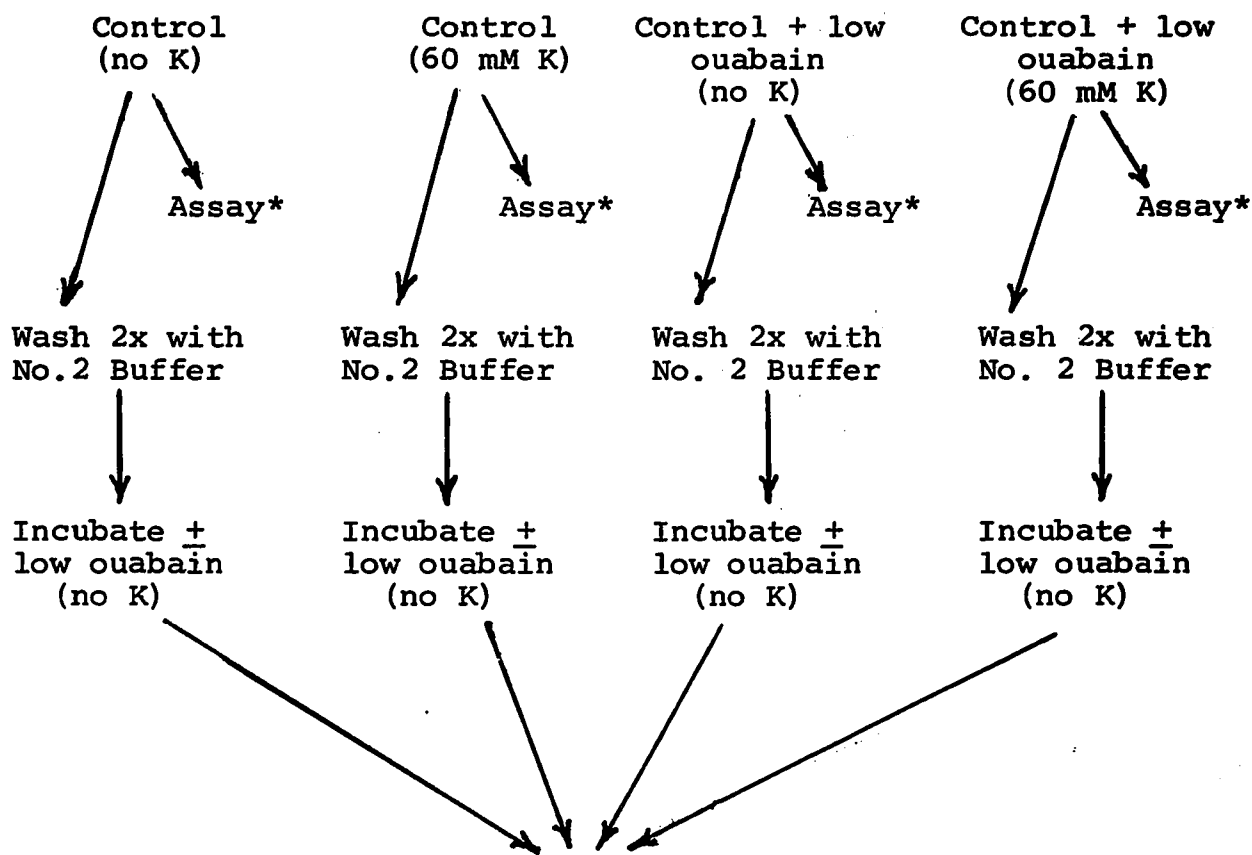 Control
(no K)
Control
(60 mM K)
Control + low
ouabain
(no K)
Control + low
ouabain
(60 mM K)
Assay*
Assay*
Assay*
Assay*
Wash 2x with
No.2 Buffer
Wash 2x with
No.2 Buffer
Wash 2x with
No. 2 Buffer
Wash 2x with
No. 2 Buffer
Incubate ±
low ouabain
(no K)
Incubate ±
low ouabain
(no K)
Incubate ±
low ouabain
(no K)
Incubate ±
low ouabain
(no K)